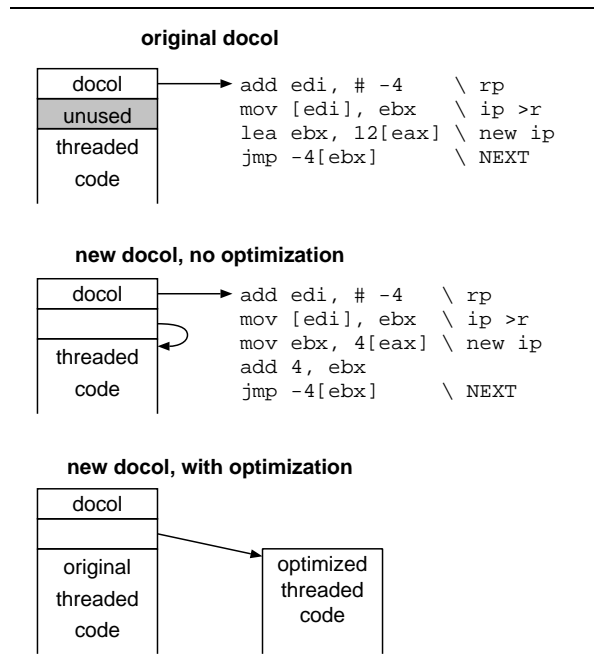 original docol
docol
unused
threaded
code
add edi, # -4 \ rp
mov [edi], ebx \ ip >r
lea ebx, 12[eax] \ new ip
jmp -4[ebx] \ NEXT
new docol, no optimization
docol
threaded
code
add edi, # -4 \ rp
mov [edi], ebx \ ip >r
mov ebx, 4[eax] \ new ip
add 4, ebx
jmp -4[ebx] \ NEXT
new docol, with optimization
docol
original
threaded
code
optimized
threaded
code